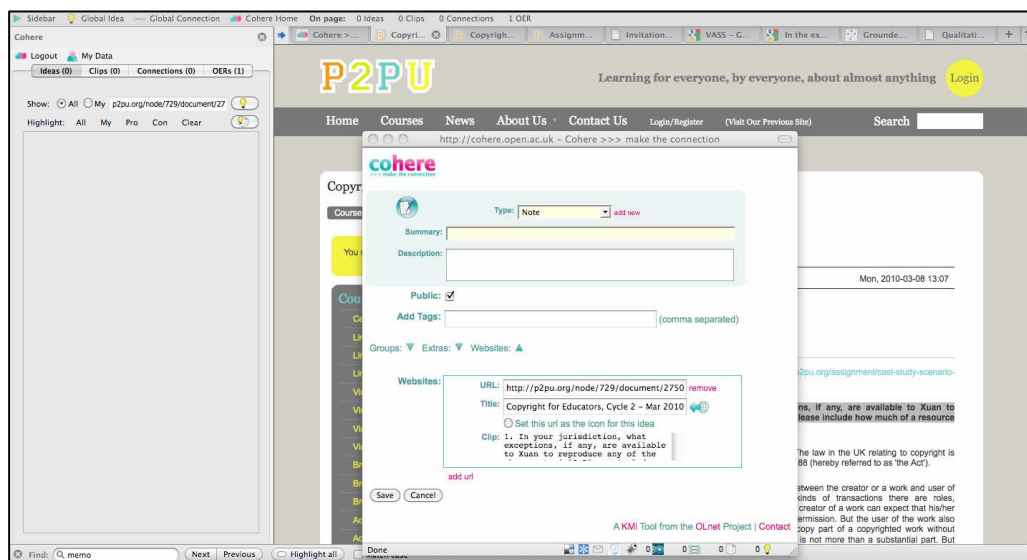 Sidebar Global Idea Global Connection Cohere Home On page: 0 Ideas 0 Clips 0 Connections 1 OER
Cohere
Cohere >... Copyri... Copyrigh... Assignm... Invitation... VASS – G... In the ex... Grounde... Qualitati...
Logout My Data
Ideas (0) Clips (0) Connections (0) OERs (1)
Show: All My p2pu.org/node/729/document/27
Highlight: All My Pro Con Clear
P2PU
Learning for everyone, by everyone, about almost anything Login
Home Courses News About Us Contact Us Login/Register (Visit Our Previous Site) Search
http://cohere.open.ac.uk – Cohere >>> make the connection
cohere
>>> make the connection
Copyr
Course
You
Type: Note add new
Summary:
Description:
Mon, 2010-03-08 13:07
Cou
Public:
Add Tags: (comma separated)
Groups: Extras: Websites:
p2pu.org/assignment/cast-study-scenario-
Websites:
URL: http://p2pu.org/node/729/document/2750 remove
Title: Copyright for Educators, Cycle 2 – Mar 2010
Set this url as the icon for this idea
Clip: 1. In your jurisdiction, what
exceptions, if any, are available
to Xuan to reproduce any of the
add url
ns, if any, are available to Xuan to
lease include how much of a resource
he law in the UK relating to copyright is
88 (hereby referred to as 'the Act').
etween the creator or a work and user of
kinds of transactions there are roles,
creator of a work can expect that his/her
ermission. But the user of the work also
copy part of a copyrighted work without
is not more than a substantial part. But
Save Cancel
A KMi Tool from the OLnet Project | Contact
Find: memo Next Previous Highlight all Match case
Done 0 0 0 0